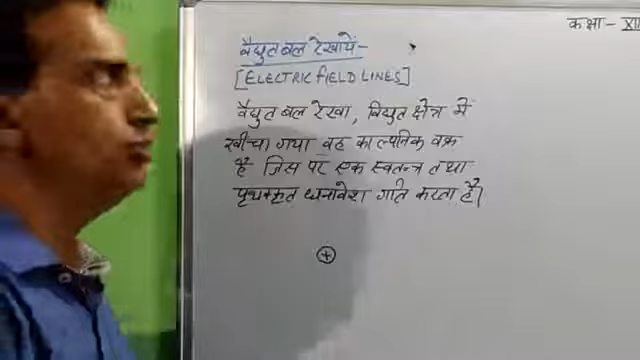 कक्षा - XII
वैद्युत बल रेखायें -
[ELECTRIC FIELD LINES]
वैद्युत बल रेखा, विद्युत क्षेत्र में
खींचा गया वह काल्पनिक वक्र
है जिस पर एक स्वतन्त्र तथा
पृथक्कृत धनावेश गति करता है।
+